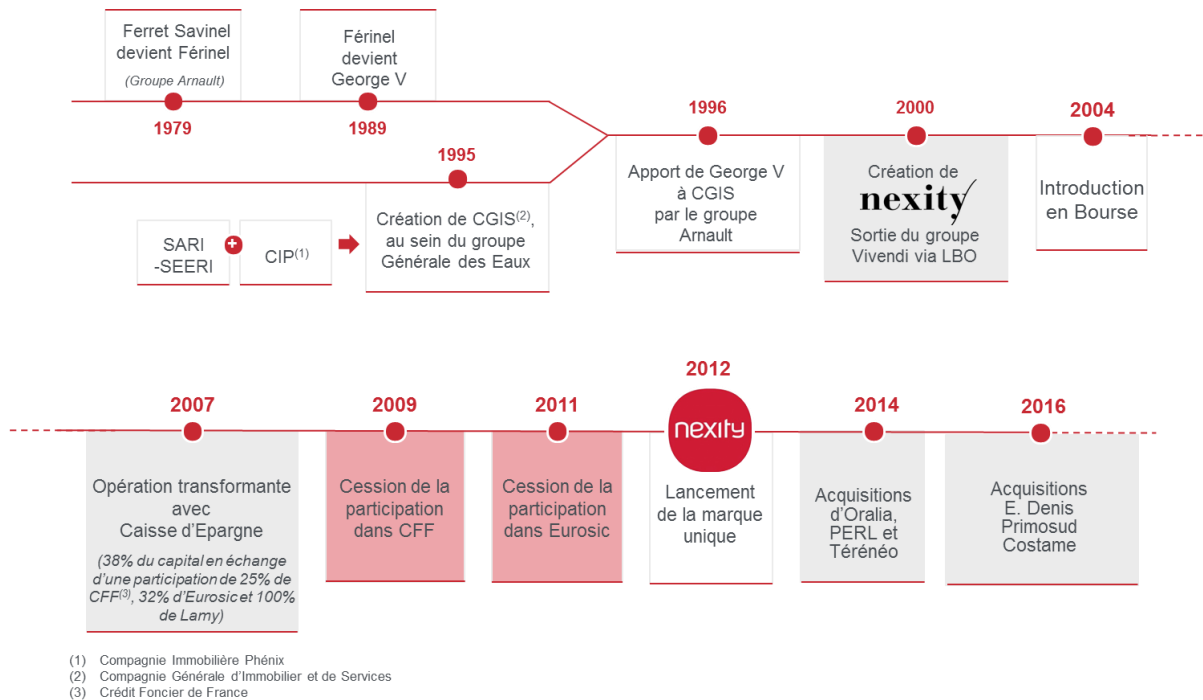 Ferret Savinel
devient Férinel
(Groupe Arnault)
1979
Férinel
devient
George V
1989
1995
SARI
-SEERI
CIP(1)
Création de CGIS(2),
au sein du groupe
Générale des Eaux
1996
Apport de George V
à CGIS
par le groupe
Arnault
2000
Création de
nexity
Sortie du groupe
Vivendi via LBO
2004
Introduction
en Bourse
2007
Opération transformante
avec
Caisse d'Epargne
(38% du capital en échange
d'une participation de 25% de
CFF(3), 32% d'Eurosic et 100%
de Lamy)
2009
Cession de la
participation
dans CFF
2011
Cession de la
participation
dans Eurosic
2012
nexity
Lancement
de la marque
unique
2014
Acquisitions
d'Oralia,
PERL et
Térénéo
2016
Acquisitions
E. Denis
Primosud
Costame
(1) Compagnie Immobilière Phénix
(2) Compagnie Générale d'Immobilier et de Services
(3) Crédit Foncier de France